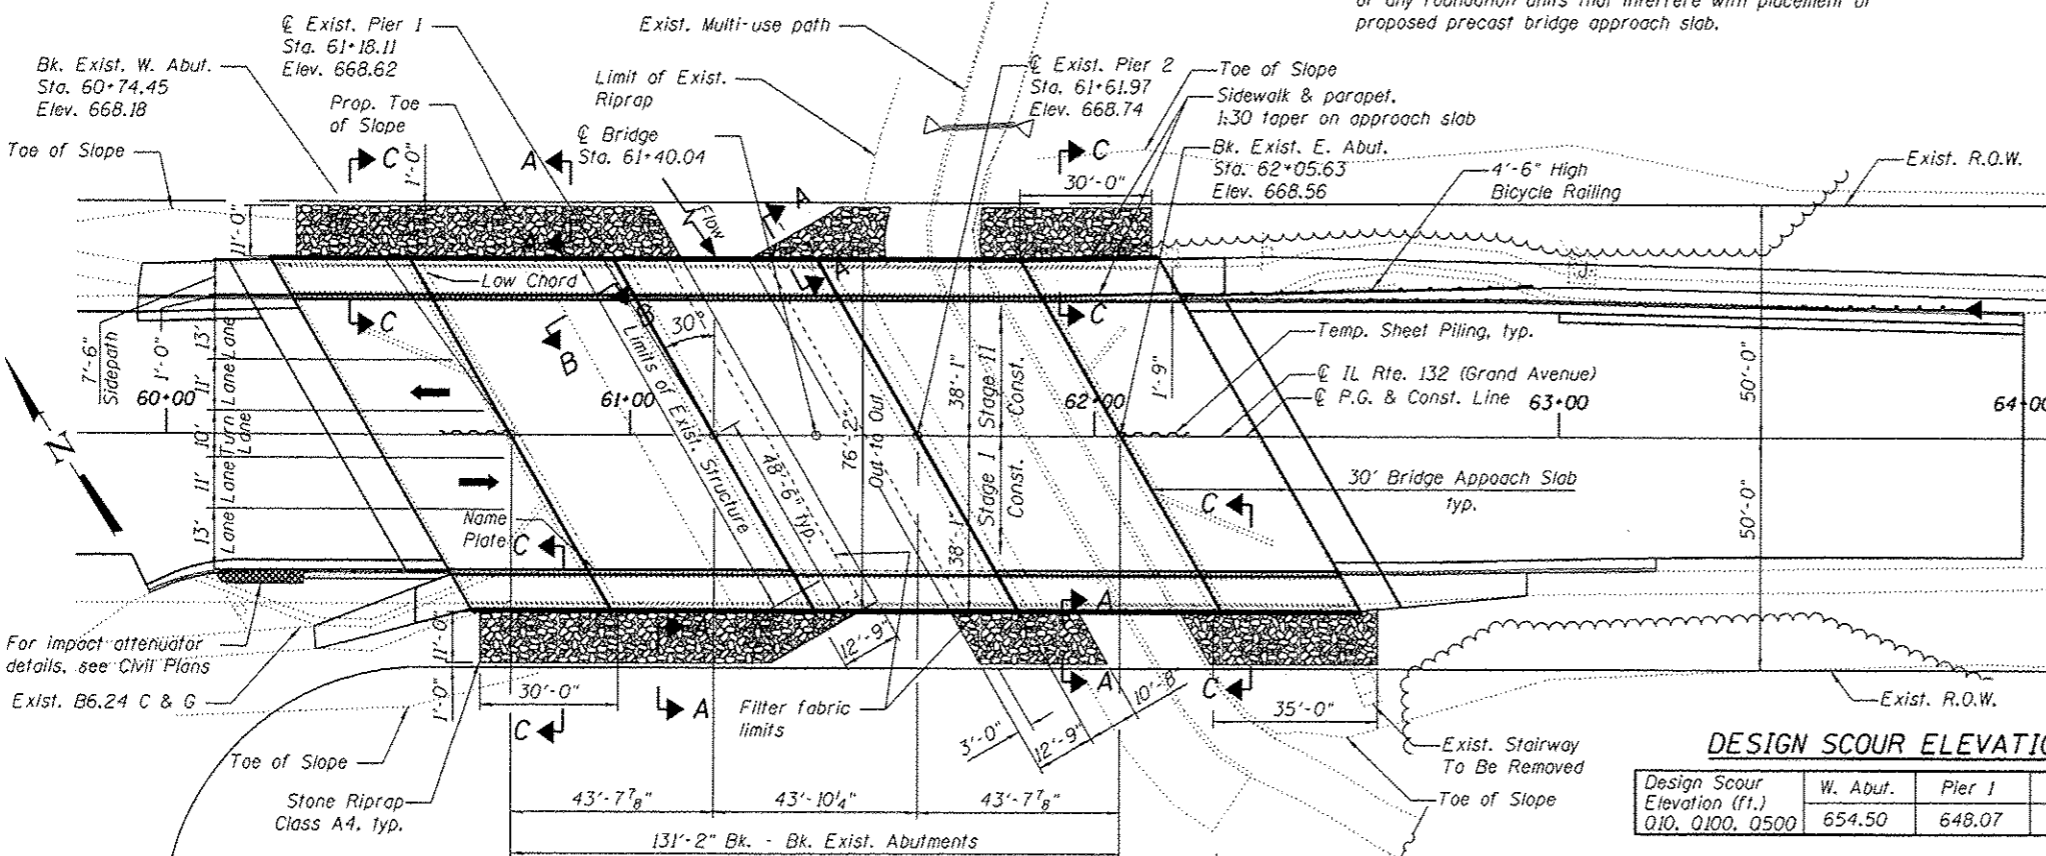 of any foundation units that interfere with placement of
proposed precast bridge approach slab.
℄ Exist. Pier 1
Sta. 61+18.11
Elev. 668.62
Exist. Multi-use path
Bk. Exist. W. Abut.
Sta. 60+74.45
Elev. 668.18
Limit of Exist.
Riprap
℄ Exist. Pier 2
Sta. 61+61.97
Elev. 668.74
Toe of Slope
Sidewalk & parapet.
1:30 taper on approach slab
Prop. Toe
of Slope
℄ Bridge
Sta. 61+40.04
Bk. Exist. E. Abut.
Sta. 62+05.63
Elev. 668.56
Toe of Slope
4'-6" High
Bicycle Railing
Exist. R.O.W.
C
1'-0"
A
A
C
30'-0"
11'-0"
Flow
A
A
Low Chord
C
B
B
30°
C
Limits of Exist. Structure
Temp. Sheet Piling, typ.
℄ IL Rte. 132 (Grand Avenue)
℄ P.G. & Const. Line
7'-6"
Sidepath
1'-0"
13'
11'
10'
11'
13'
Lane
Lane
Turn Lane
Lane
Lane
Lane
60+00
61+00
62+00
63+00
64+00
38'-1"
Stage II
Const.
1'-9"
50'-0"
76'-2"
Out to Out
48'-6" typ.
38'-1"
Stage I
Const.
50'-0"
N
30' Bridge Appoach Slab
typ.
C
Name
Plate
C
A
For impact attenuator
details, see Civil Plans
Exist. B6.24 C & G
11'-0"
1'-0"
30'-0"
C
A
12'-9"
Filter fabric
limits
A
10'-8"
C
35'-0"
3'-0"
12'-9"
Exist. R.O.W.
Toe of Slope
Exist. Stairway
To Be Removed
Toe of Slope
Stone Riprap
Class A4, typ.
43'-7⅞"
43'-10¼"
43'-7⅞"
131'-2" Bk. - Bk. Exist. Abutments
DESIGN SCOUR ELEVATIO
Design Scour
Elevation (ft.)
Q10, Q100, Q500
W. Abut.
Pier 1
654.50
648.07